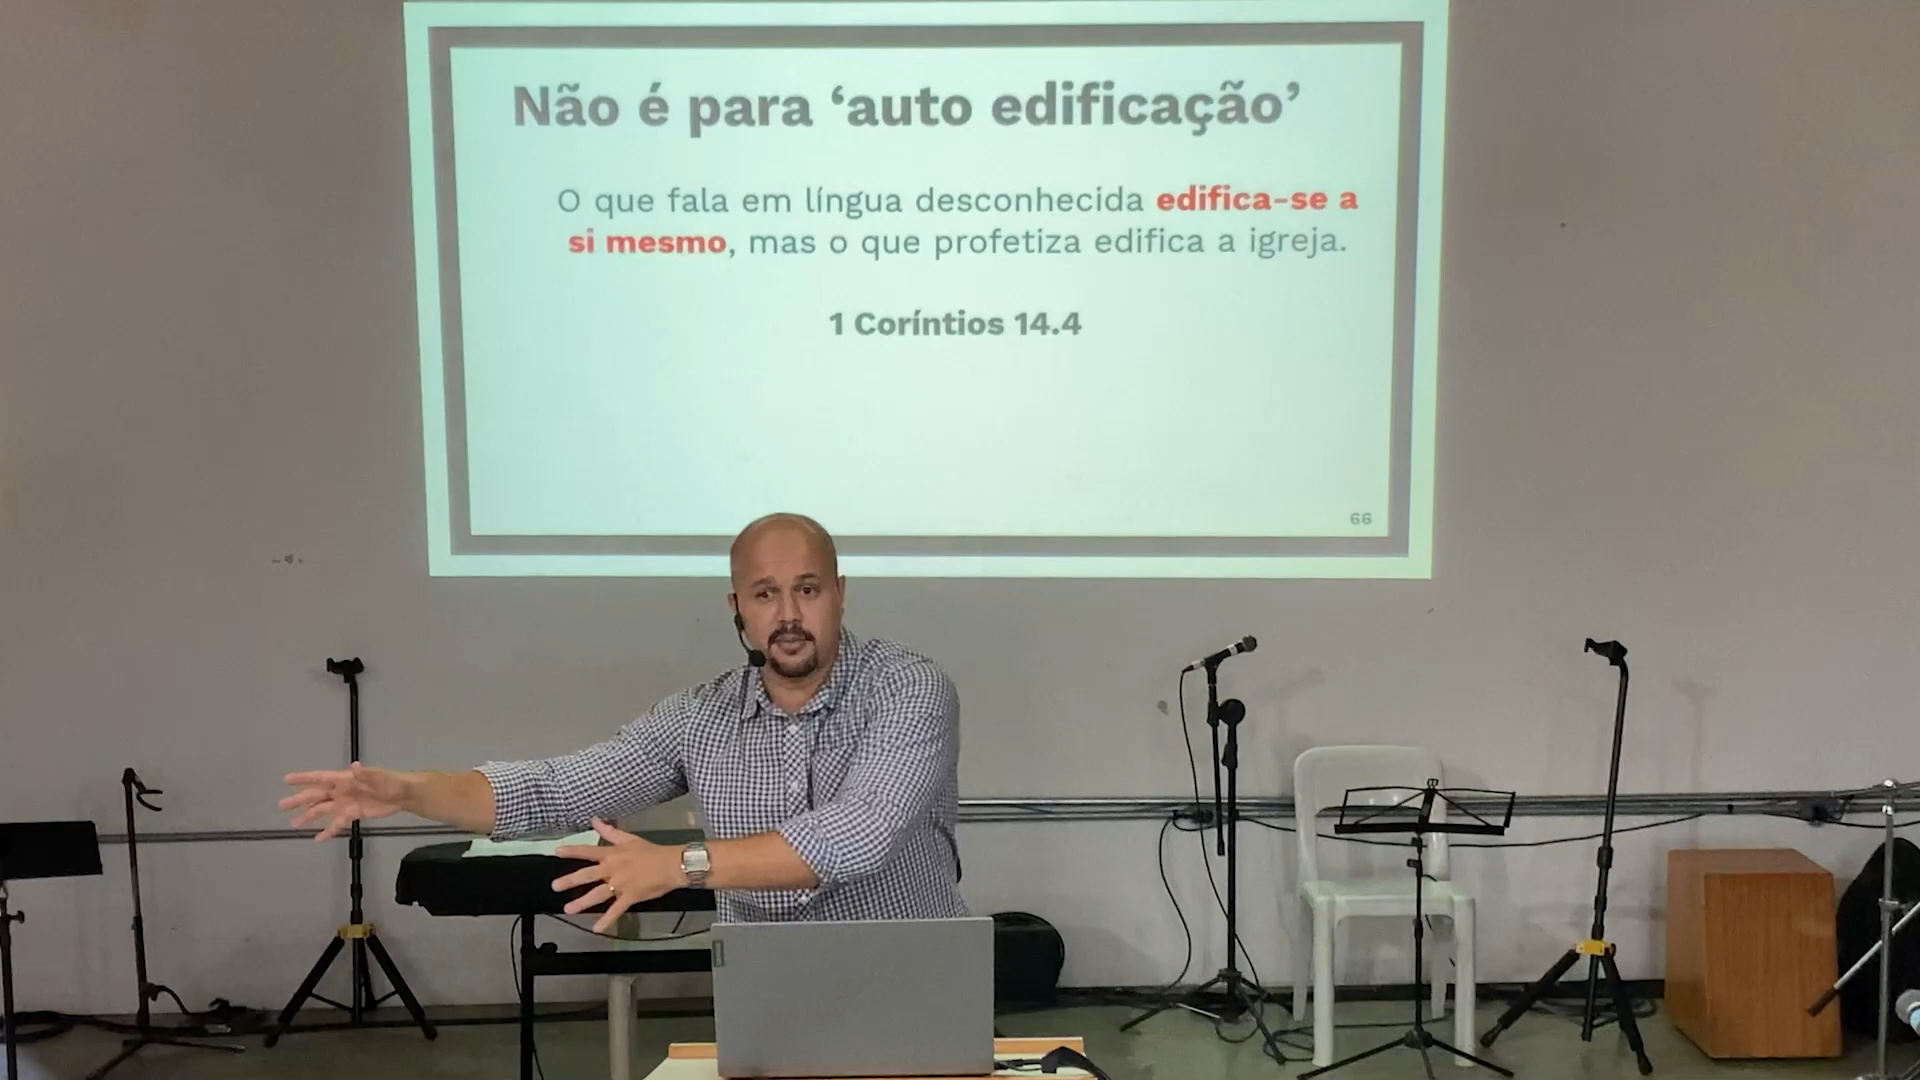 Não é para ‘auto edificação’
O que fala em língua desconhecida edifica-se a
si mesmo, mas o que profetiza edifica a igreja.
1 Coríntios 14.4
66